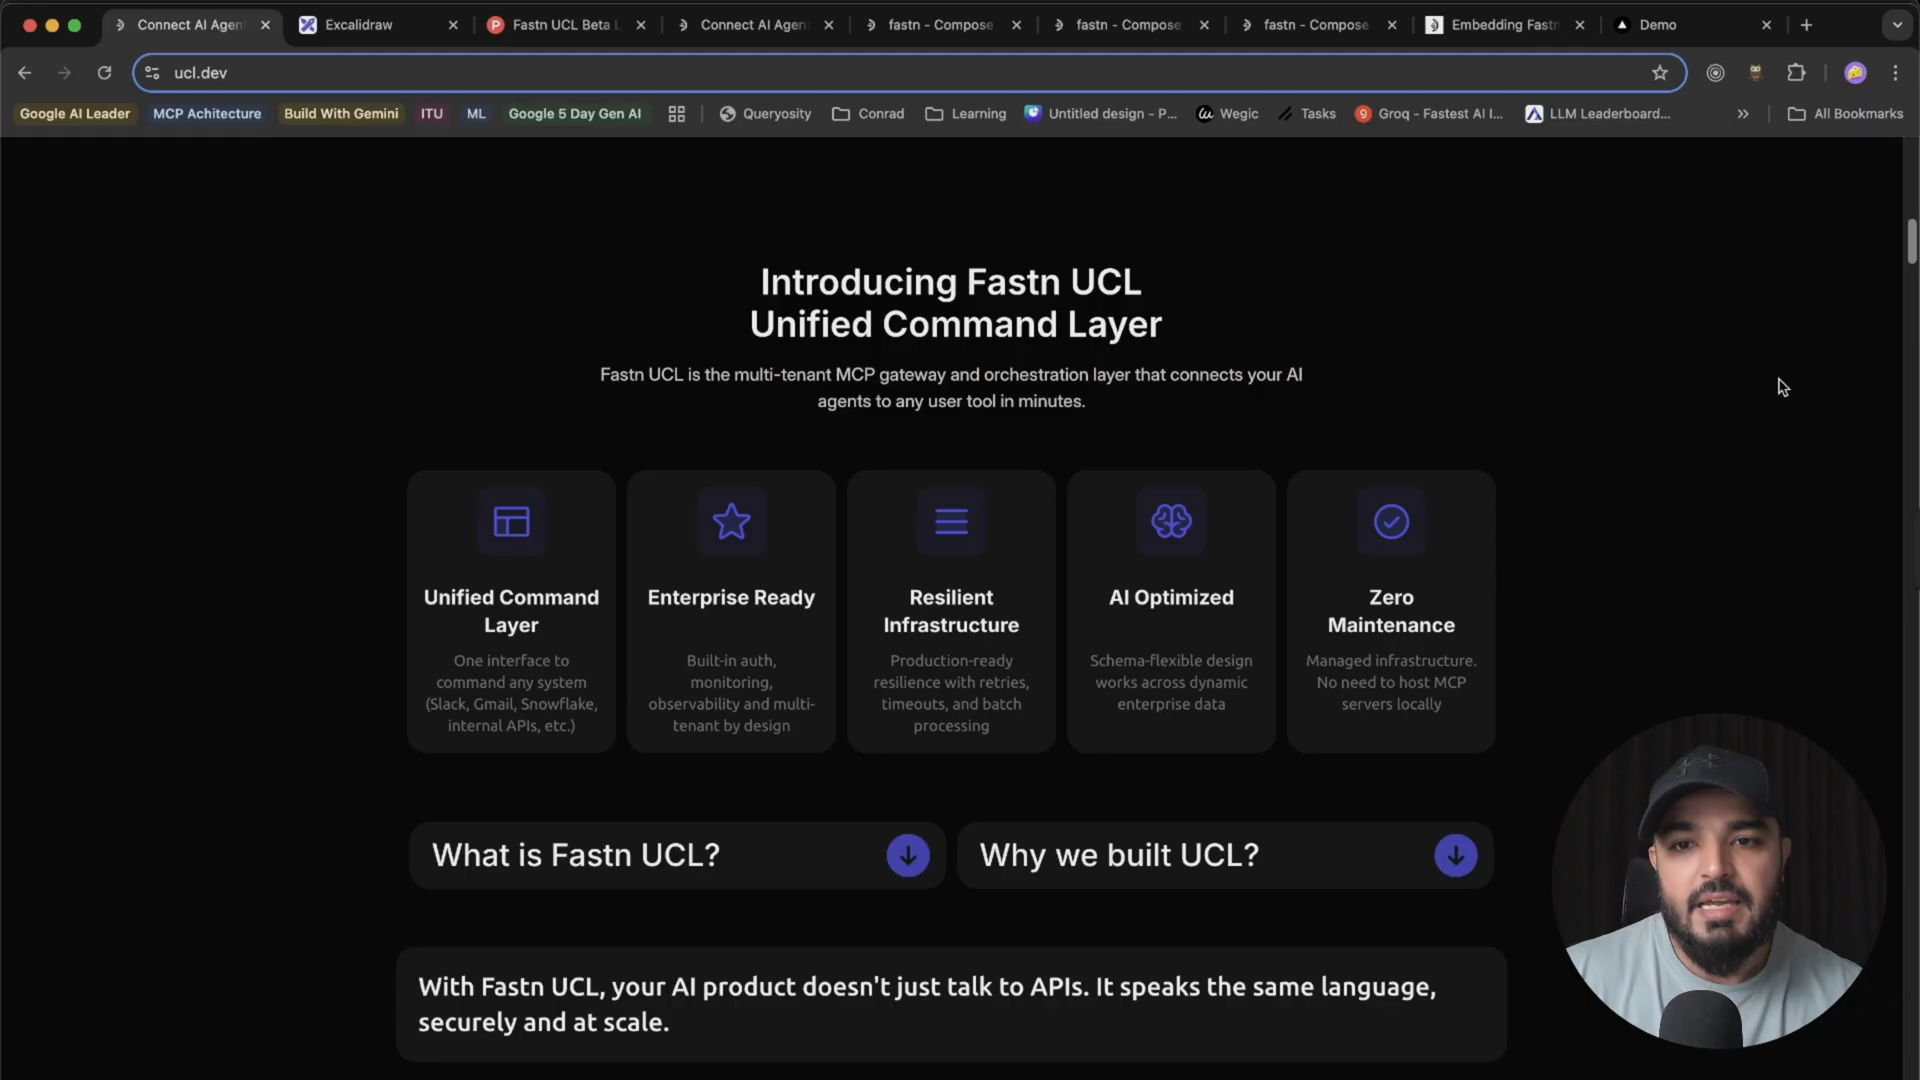 Connect AI Agen
Excalidraw
Fastn UCL Beta L
Connect AI Agen
fastn - Compose
fastn - Compose
fastn - Compose
Embedding Fastn
Demo
ucl.dev
Google AI Leader
MCP Achitecture
Build With Gemini
ITU
ML
Google 5 Day Gen AI
Queryosity
Conrad
Learning
Untitled design - P...
Wegic
Tasks
Groq - Fastest AI I...
LLM Leaderboard...
All Bookmarks
Introducing Fastn UCL
Unified Command Layer
Fastn UCL is the multi-tenant MCP gateway and orchestration layer that connects your AI
agents to any user tool in minutes.
Unified Command
Layer
One interface to
command any system
(Slack, Gmail, Snowflake,
internal APIs, etc.)
Enterprise Ready
Built-in auth,
monitoring,
observability and multi-
tenant by design
Resilient
Infrastructure
Production-ready
resilience with retries,
timeouts, and batch
processing
AI Optimized
Schema-flexible design
works across dynamic
enterprise data
Zero
Maintenance
Managed infrastructure.
No need to host MCP
servers locally
What is Fastn UCL?
Why we built UCL?
With Fastn UCL, your AI product doesn't just talk to APIs. It speaks the same language,
securely and at scale.